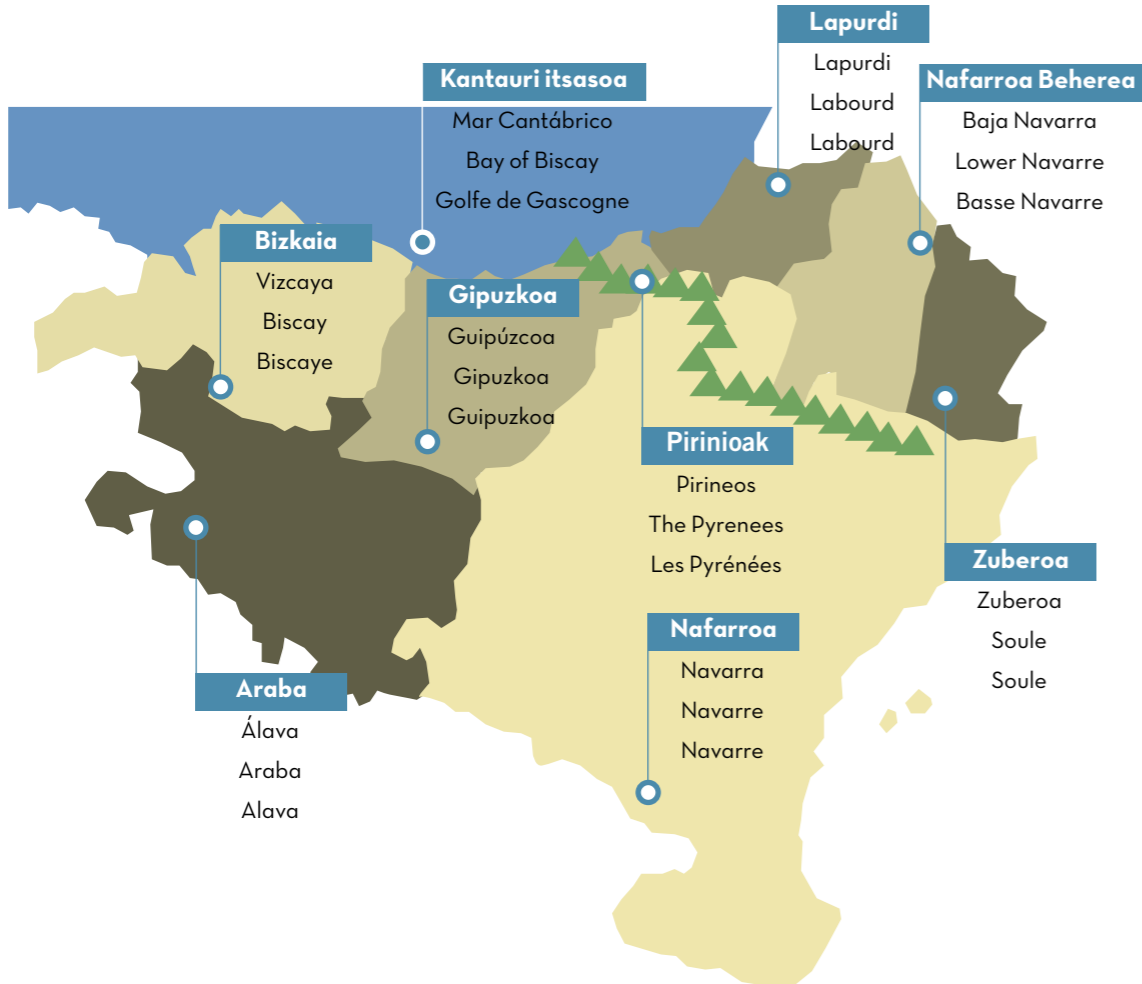 Lapurdi
Lapurdi
Labourd
Labourd
Kantauri itsasoa
Mar Cantábrico
Bay of Biscay
Golfe de Gascogne
Nafarroa Beherea
Baja Navarra
Lower Navarre
Basse Navarre
Bizkaia
Vizcaya
Biscay
Biscaye
Gipuzkoa
Guipúzcoa
Gipuzkoa
Guipuzkoa
Pirinioak
Pirineos
The Pyrenees
Les Pyrénées
Zuberoa
Zuberoa
Soule
Soule
Nafarroa
Navarra
Navarre
Navarre
Araba
Álava
Araba
Alava